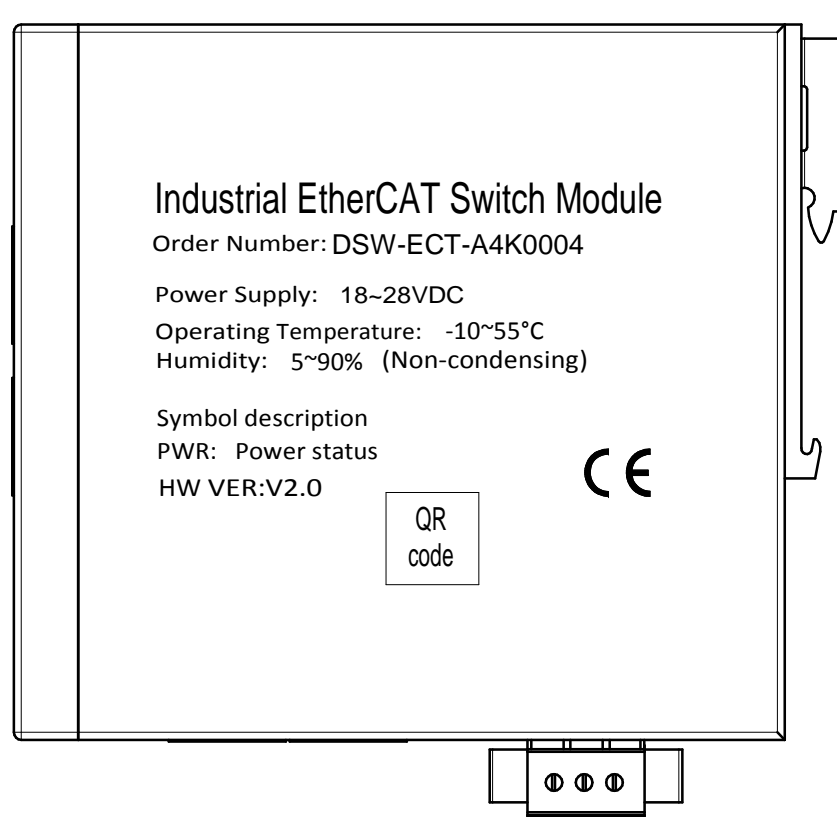 Industrial EtherCAT Switch Module
Order Number: DSW-ECT-A4K0004
Power Supply: 18~28VDC
Operating Temperature: -10~55°C
Humidity: 5~90% (Non-condensing)
Symbol description
PWR: Power status
HW VER:V2.0
CE
QR
code